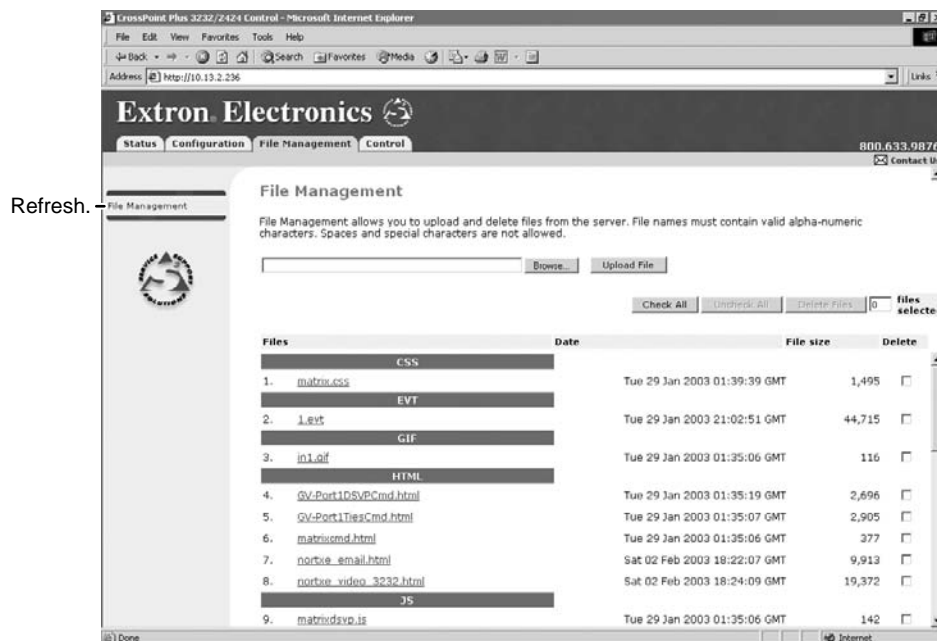 CrossPoint Plus 3232/2424 Control - Microsoft Internet Explorer
File Edit View Favorites Tools Help
Back Search Favorites Media
Address http://10.13.2.236 Links
Extron Electronics
Status Configuration File Management Control
800.633.9876
Contact U
Refresh.
File Management
SERVICE SUPPORT SOLUTIONS
File Management
File Management allows you to upload and delete files from the server. File names must contain valid alpha-numeric
characters. Spaces and special characters are not allowed.
Browse... Upload File
Check All Uncheck All Delete Files 0 files
selecte
Files Date File size Delete
CSS
1. matrix.css Tue 29 Jan 2003 01:39:39 GMT 1,495
EVT
2. 1.evt Tue 29 Jan 2003 21:02:51 GMT 44,715
GIF
3. in1.gif Tue 29 Jan 2003 01:35:06 GMT 116
HTML
4. GV-Port1DSVPCmd.html Tue 29 Jan 2003 01:35:19 GMT 2,696
5. GV-Port1TiesCmd.html Tue 29 Jan 2003 01:35:07 GMT 2,905
6. matrixcmd.html Tue 29 Jan 2003 01:35:06 GMT 377
7. nortxe_email.html Sat 02 Feb 2003 18:22:07 GMT 9,913
8. nortxe_video_3232.html Sat 02 Feb 2003 18:24:09 GMT 19,372
JS
9. matrixdsvp.js Tue 29 Jan 2003 01:35:06 GMT 142
Done Internet